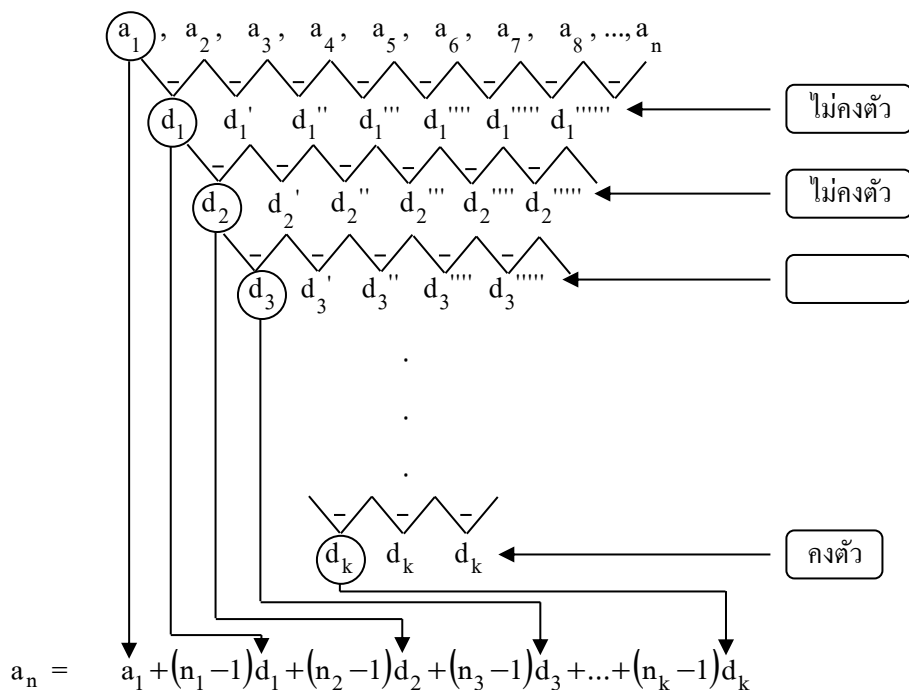 a₁ , a₂ , a₃ , a₄ , a₅ , a₆ , a₇ , a₈ , ..., aₙ
– – – – – – – –
d₁ d₁' d₁'' d₁''' d₁'''' d₁''''' d₁'''''' ไม่คงตัว
– – – – – –
d₂ d₂' d₂'' d₂''' d₂'''' d₂''''' ไม่คงตัว
– – – – –
d₃ d₃' d₃'' d₃'''' d₃'''''
.
.
.
– – –
dₖ dₖ dₖ คงตัว
aₙ = a₁ + (n₁ – 1)d₁ + (n₂ – 1)d₂ + (n₃ – 1)d₃ + ... + (nₖ – 1)dₖ